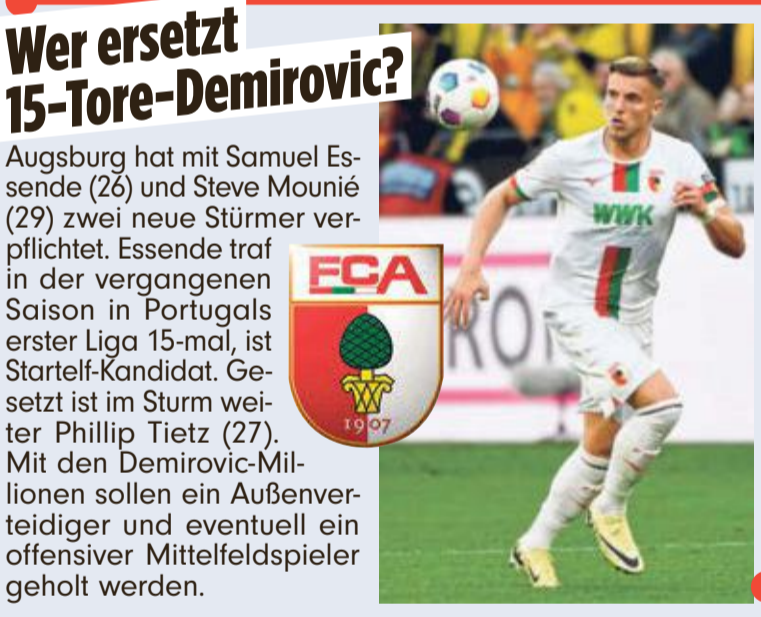 Wer ersetzt
15-Tore-Demirovic?
Augsburg hat mit Samuel Es-
sende (26) und Steve Mounié
(29) zwei neue Stürmer ver-
pflichtet. Essende traf
in der vergangenen
Saison in Portugals
erster Liga 15-mal, ist
Startelf-Kandidat. Ge-
setzt ist im Sturm wei-
ter Phillip Tietz (27).
Mit den Demirovic-Mil-
lionen sollen ein Außenver-
teidiger und eventuell ein
offensiver Mittelfeldspieler
geholt werden.
FCA
1907
WWK
RO